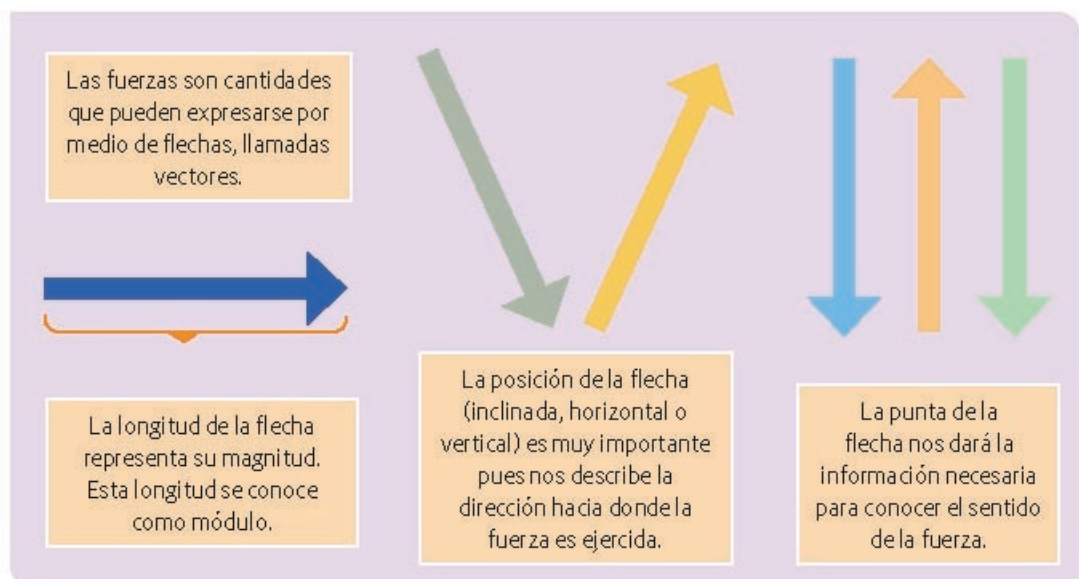 Las fuerzas son cantidades
que pueden expresarse por
medio de flechas, llamadas
vectores.
La longitud de la flecha
representa su magnitud.
Esta longitud se conoce
como módulo.
La posición de la flecha
(inclinada, horizontal o
vertical) es muy importante
pues nos describe la
dirección hacia donde la
fuerza es ejercida.
La punta de la
flecha nos dará la
información necesaria
para conocer el sentido
de la fuerza.